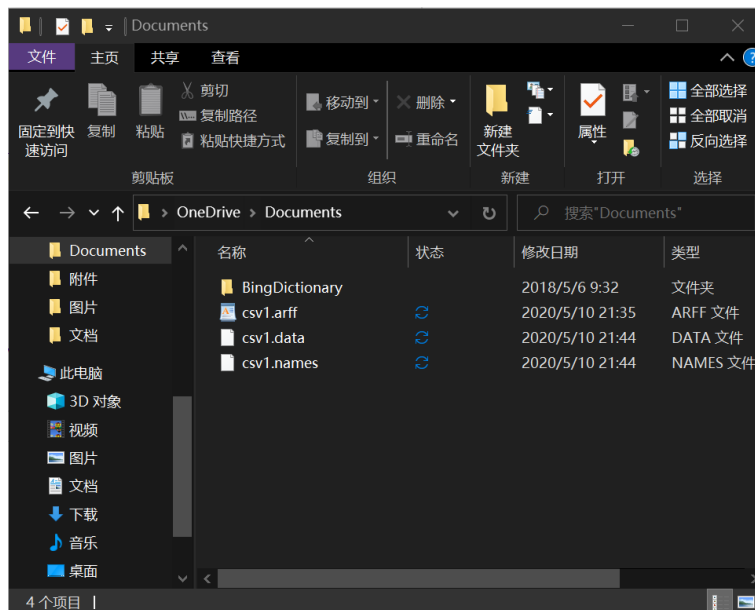 Documents
文件 主页 共享 查看
固定到快速访问
复制
粘贴
剪切
复制路径
粘贴快捷方式
剪贴板
移动到
复制到
删除
重命名
组织
新建
文件夹
新建
属性
打开
全部选择
全部取消
反向选择
选择
OneDrive Documents
搜索"Documents"
Documents
附件
图片
文档
此电脑
3D 对象
视频
图片
文档
下载
音乐
桌面
名称 状态 修改日期 类型
BingDictionary 2018/5/6 9:32 文件夹
csv1.arff 2020/5/10 21:35 ARFF 文件
csv1.data 2020/5/10 21:44 DATA 文件
csv1.names 2020/5/10 21:44 NAMES 文件
4 个项目